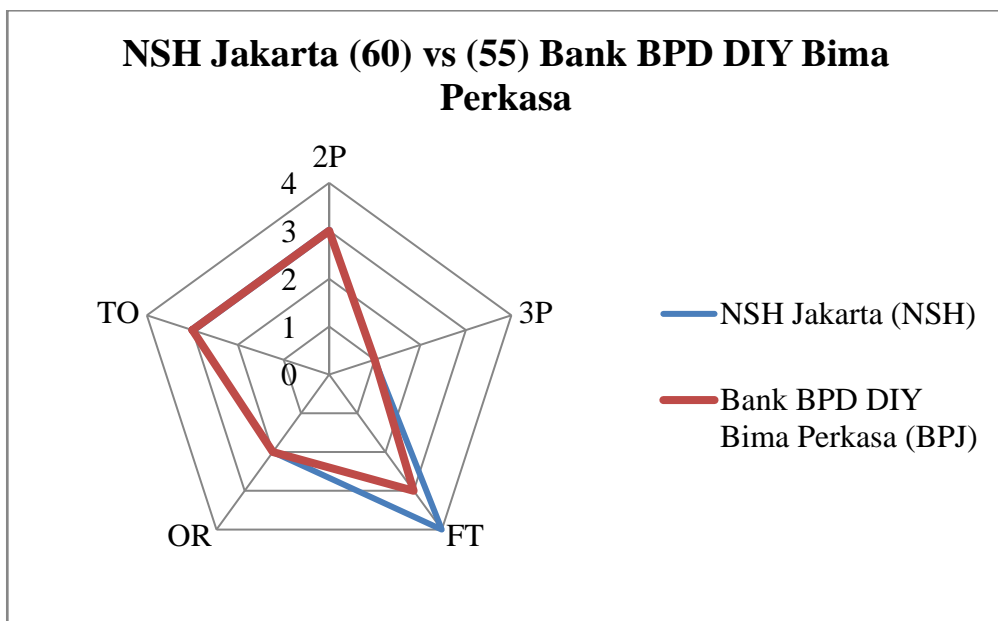 NSH Jakarta (60) vs (55) Bank BPD DIY Bima
Perkasa
2P
4
3
2
1
0
3P
FT
OR
TO
NSH Jakarta (NSH)
Bank BPD DIY
Bima Perkasa (BPJ)